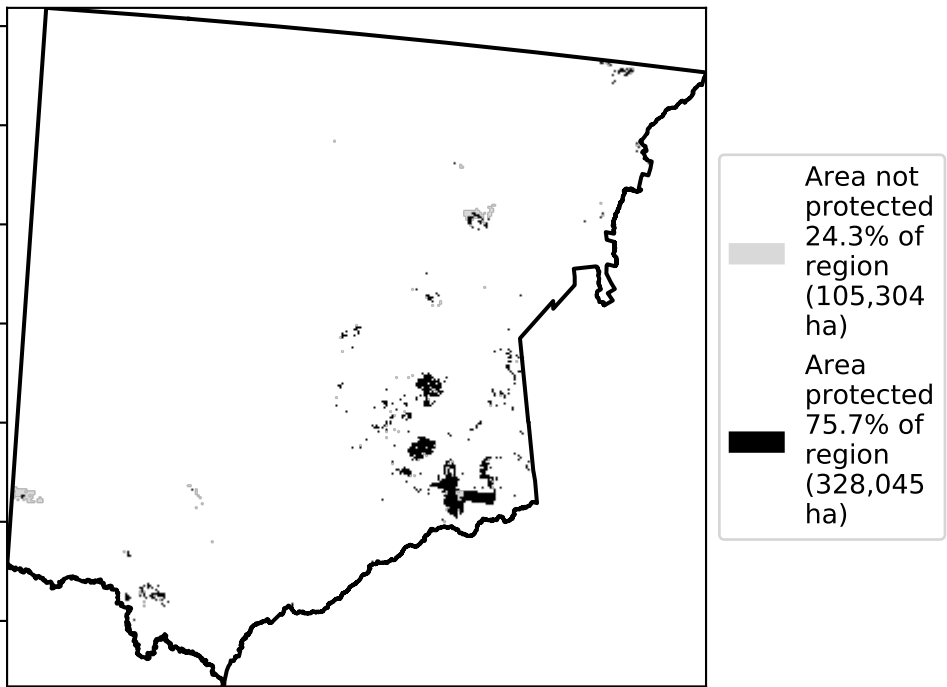 Area not
protected
24.3% of
region
(105,304
ha)
Area
protected
75.7% of
region
(328,045
ha)